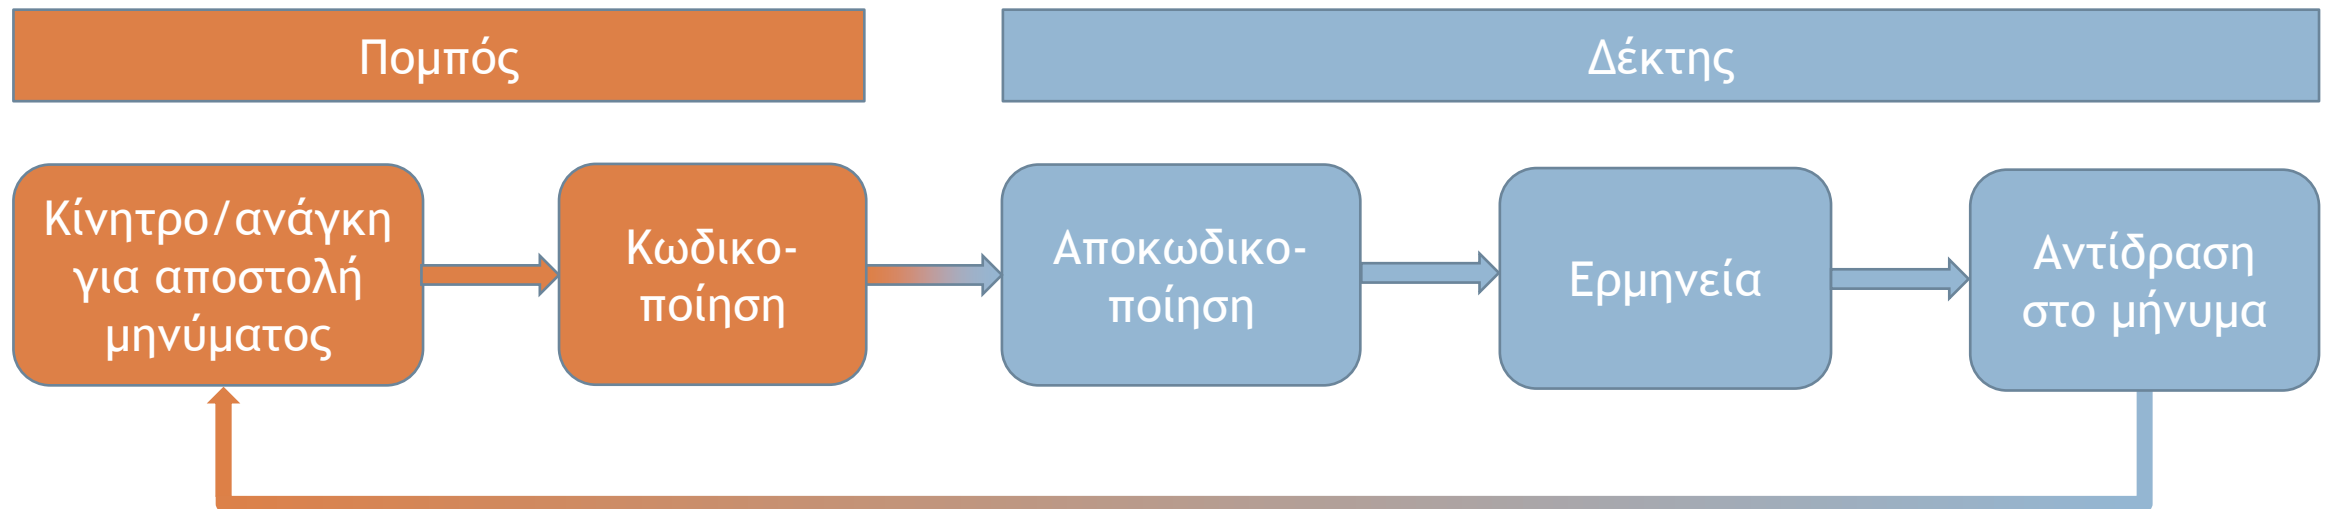 Πομπός
Δέκτης
Κίνητρο/ανάγκη
για αποστολή
μηνύματος
Κωδικο-
ποίηση
Αποκωδικο-
ποίηση
Ερμηνεία
Αντίδραση
στο μήνυμα